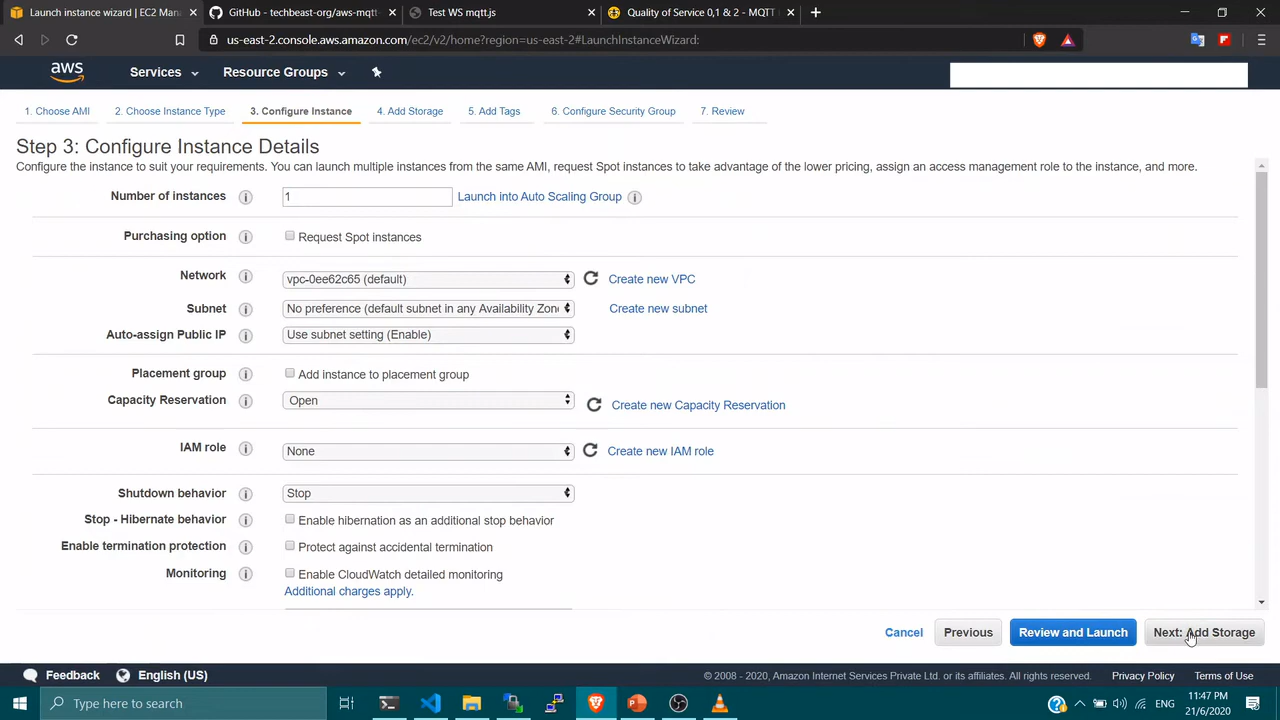 Launch instance wizard | EC2 Man
GitHub - techbeast-org/aws-mqtt-
Test WS mqtt.js
Quality of Service 0,1 & 2 - MQTT
us-east-2.console.aws.amazon.com/ec2/v2/home?region=us-east-2#LaunchInstanceWizard:
aws Services Resource Groups
1. Choose AMI 2. Choose Instance Type 3. Configure Instance 4. Add Storage 5. Add Tags 6. Configure Security Group 7. Review
Step 3: Configure Instance Details
Configure the instance to suit your requirements. You can launch multiple instances from the same AMI, request Spot instances to take advantage of the lower pricing, assign an access management role to the instance, and more.
Number of instances i 1 Launch into Auto Scaling Group i
Purchasing option i Request Spot instances
Network i vpc-0ee62c65 (default) Create new VPC
Subnet i No preference (default subnet in any Availability Zon Create new subnet
Auto-assign Public IP i Use subnet setting (Enable)
Placement group i Add instance to placement group
Capacity Reservation i Open Create new Capacity Reservation
IAM role i None Create new IAM role
Shutdown behavior i Stop
Stop - Hibernate behavior i Enable hibernation as an additional stop behavior
Enable termination protection i Protect against accidental termination
Monitoring i Enable CloudWatch detailed monitoring
Additional charges apply.
Cancel Previous Review and Launch Next: Add Storage
Feedback English (US) © 2008 - 2020, Amazon Internet Services Private Ltd. or its affiliates. All rights reserved. Privacy Policy Terms of Use
Type here to search
ENG
11:47 PM
21/6/2020